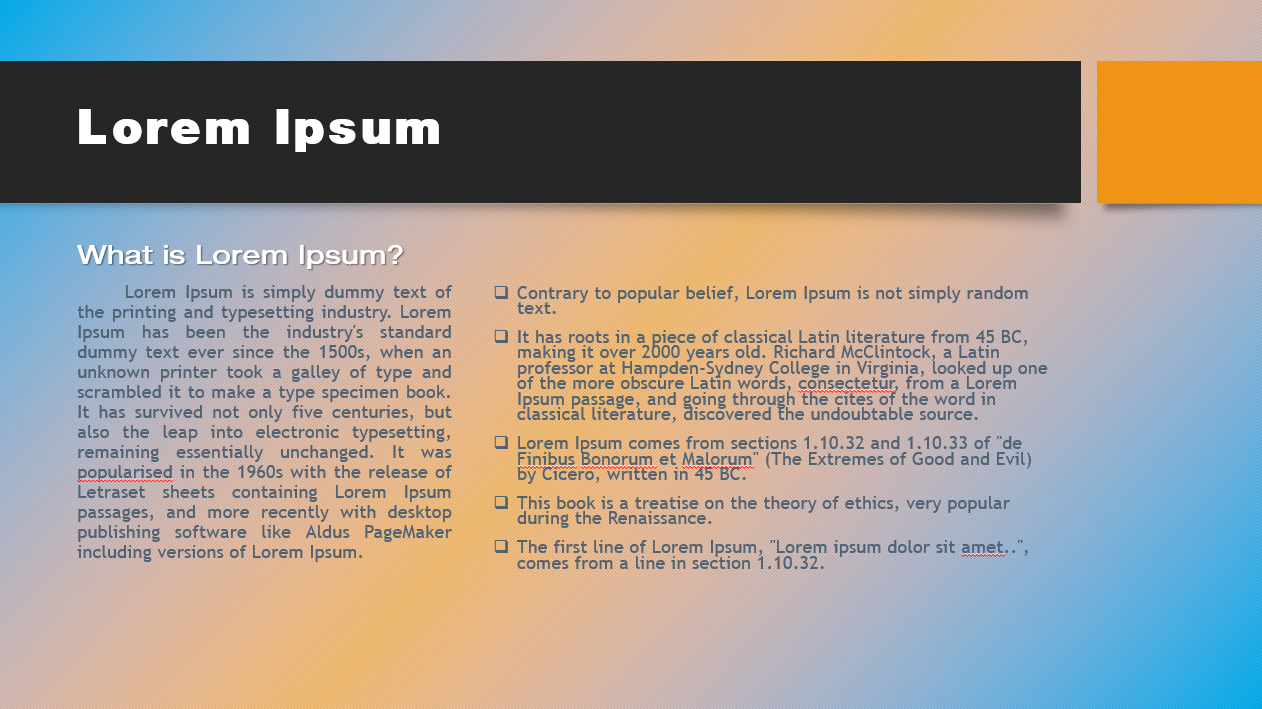 Lorem Ipsum
What is Lorem Ipsum?
Lorem Ipsum is simply dummy text of
the printing and typesetting industry. Lorem
Ipsum has been the industry's standard
dummy text ever since the 1500s, when an
unknown printer took a galley of type and
scrambled it to make a type specimen book.
It has survived not only five centuries, but
also the leap into electronic typesetting,
remaining essentially unchanged. It was
popularised in the 1960s with the release of
Letraset sheets containing Lorem Ipsum
passages, and more recently with desktop
publishing software like Aldus PageMaker
including versions of Lorem Ipsum.
Contrary to popular belief, Lorem Ipsum is not simply random
text.
It has roots in a piece of classical Latin literature from 45 BC,
making it over 2000 years old. Richard McClintock, a Latin
professor at Hampden-Sydney College in Virginia, looked up one
of the more obscure Latin words, consectetur, from a Lorem
Ipsum passage, and going through the cites of the word in
classical literature, discovered the undoubtable source.
Lorem Ipsum comes from sections 1.10.32 and 1.10.33 of "de
Finibus Bonorum et Malorum" (The Extremes of Good and Evil)
by Cicero, written in 45 BC.
This book is a treatise on the theory of ethics, very popular
during the Renaissance.
The first line of Lorem Ipsum, "Lorem ipsum dolor sit amet..",
comes from a line in section 1.10.32.